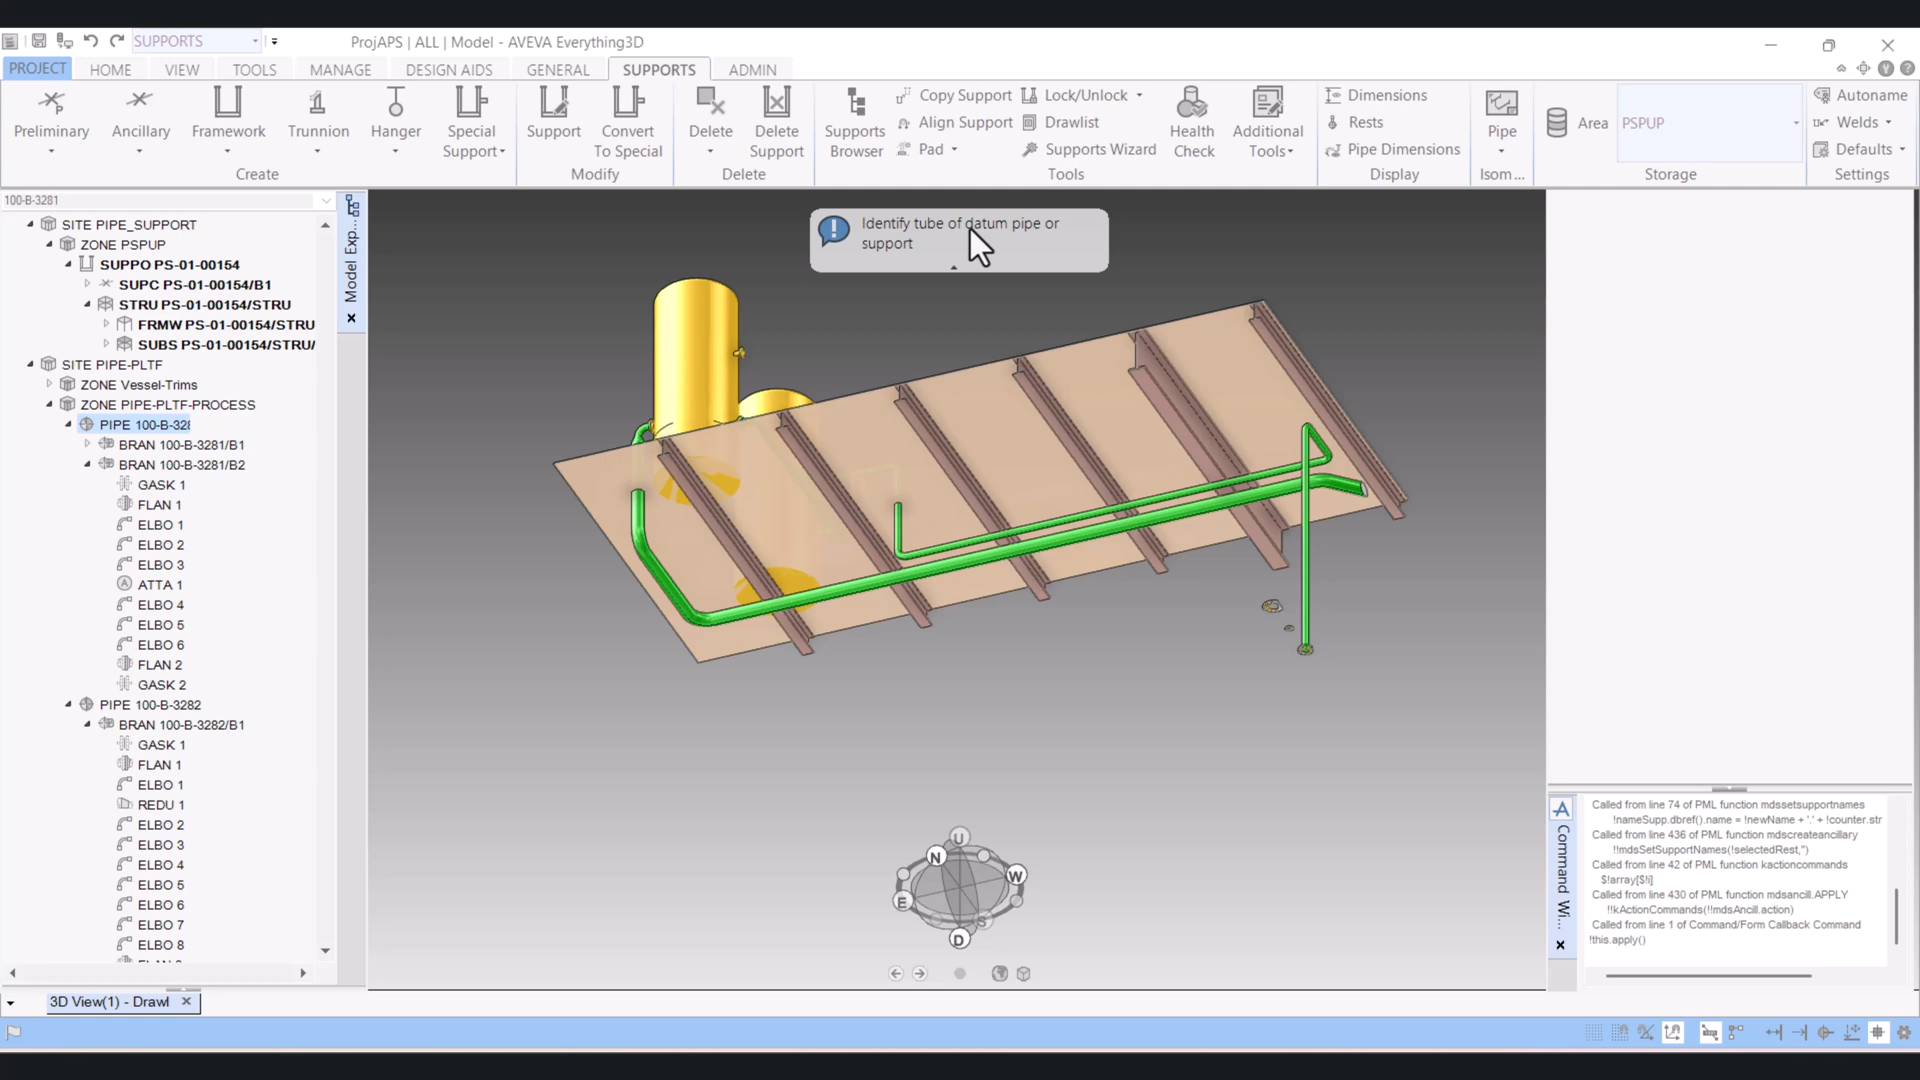 SUPPORTS
ProjAPS | ALL | Model - AVEVA Everything3D
PROJECT
HOME
VIEW
TOOLS
MANAGE
DESIGN AIDS
GENERAL
SUPPORTS
ADMIN
Preliminary
Ancillary
Framework
Trunnion
Hanger
Special
Support
Create
Support
Convert
To Special
Modify
Delete
Delete
Support
Delete
Supports
Browser
Copy Support
Align Support
Pad
Lock/Unlock
Drawlist
Supports Wizard
Health
Check
Additional
Tools
Tools
Dimensions
Rests
Pipe Dimensions
Display
Pipe
Isom...
Area
PSPUP
Storage
Autoname
Welds
Defaults
Settings
100-B-3281
SITE PIPE_SUPPORT
ZONE PSPUP
SUPPO PS-01-00154
SUPC PS-01-00154/B1
STRU PS-01-00154/STRU
FRMW PS-01-00154/STRU
SUBS PS-01-00154/STRU/
SITE PIPE-PLTF
ZONE Vessel-Trims
ZONE PIPE-PLTF-PROCESS
PIPE 100-B-328
BRAN 100-B-3281/B1
BRAN 100-B-3281/B2
GASK 1
FLAN 1
ELBO 1
ELBO 2
ELBO 3
ATTA 1
ELBO 4
ELBO 5
ELBO 6
FLAN 2
GASK 2
PIPE 100-B-3282
BRAN 100-B-3282/B1
GASK 1
FLAN 1
ELBO 1
REDU 1
ELBO 2
ELBO 3
ELBO 4
ELBO 5
ELBO 6
ELBO 7
ELBO 8
Model Exp...
Identify tube of datum pipe or
support
U
N
W
E
S
D
Command Wi...
Called from line 74 of PML function mdssetsupportnames
!nameSupp.dbref().name = !newName + '.' + !counter.str
Called from line 436 of PML function mdscreateancillary
!!mdsSetSupportNames(!selectedRest,'')
Called from line 42 of PML function kactioncommands
$!array[$!i]
Called from line 430 of PML function mdsancill.APPLY
!!kActionCommands(!!mdsAncill.action)
Called from line 1 of Command/Form Callback Command
!this.apply()
3D View(1) - Drawl